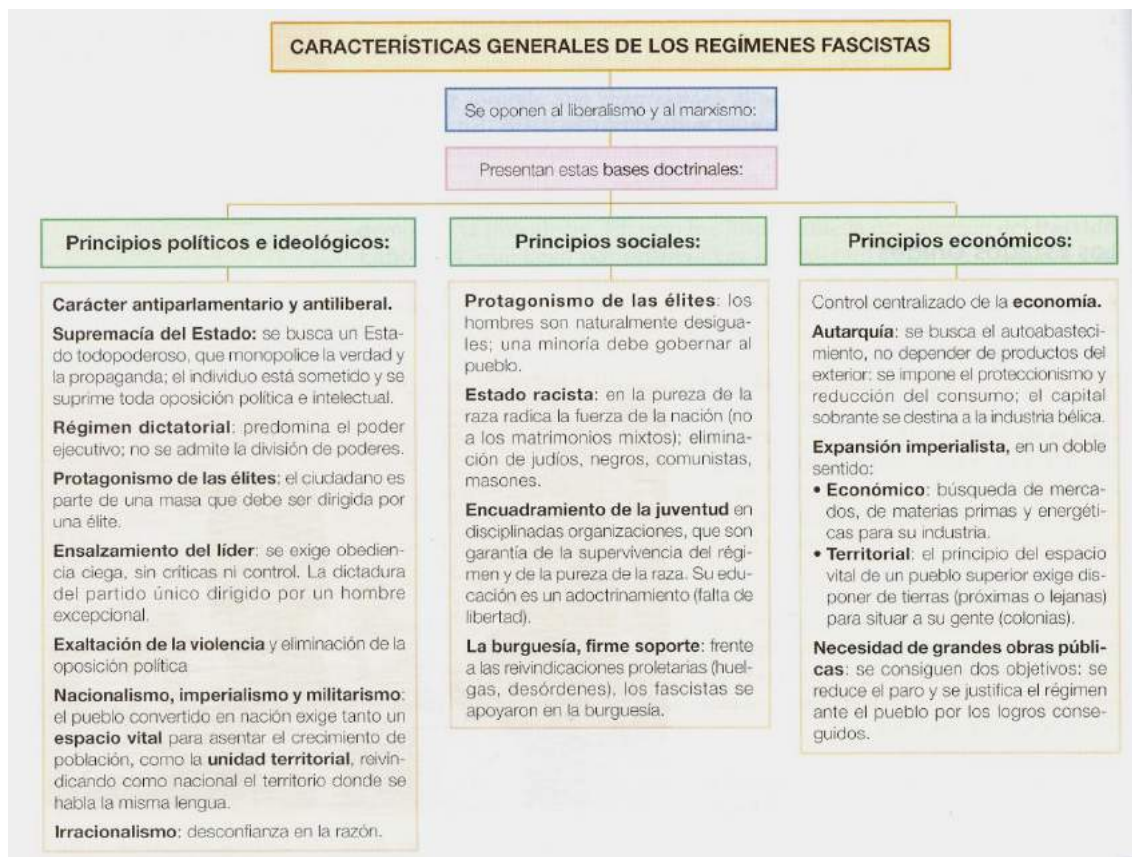 CARACTERÍSTICAS GENERALES DE LOS REGÍMENES FASCISTAS
Se oponen al liberalismo y al marxismo:
Presentan estas bases doctrinales:
Principios políticos e ideológicos:
Carácter antiparlamentario y antiliberal.
Supremacía del Estado: se busca un Esta-
do todopoderoso, que monopolice la verdad y
la propaganda; el individuo está sometido y se
suprime toda oposición política e intelectual.
Régimen dictatorial: predomina el poder
ejecutivo; no se admite la división de poderes.
Protagonismo de las élites: el ciudadano es
parte de una masa que debe ser dirigida por
una élite.
Ensalzamiento del líder: se exige obedien-
cia ciega, sin críticas ni control. La dictadura
del partido único dirigido por un hombre
excepcional.
Exaltación de la violencia y eliminación de la
oposición política
Nacionalismo, imperialismo y militarismo:
el pueblo convertido en nación exige tanto un
espacio vital para asentar el crecimiento de
población, como la unidad territorial, reivin-
dicando como nacional el territorio donde se
habla la misma lengua.
Irracionalismo: desconfianza en la razón.
Principios sociales:
Protagonismo de las élites: los
hombres son naturalmente desigua-
les; una minoría debe gobernar al
pueblo.
Estado racista: en la pureza de la
raza radica la fuerza de la nación (no
a los matrimonios mixtos); elimina-
ción de judíos, negros, comunistas,
masones.
Encuadramiento de la juventud en
disciplinadas organizaciones, que son
garantía de la supervivencia del régi-
men y de la pureza de la raza. Su edu-
cación es un adoctrinamiento (falta de
libertad).
La burguesía, firme soporte: frente
a las reivindicaciones proletarias (huel-
gas, desórdenes), los fascistas se
apoyaron en la burguesía.
Principios económicos:
Control centralizado de la economía.
Autarquía: se busca el autoabasteci-
miento, no depender de productos del
exterior: se impone el proteccionismo y
reducción del consumo; el capital
sobrante se destina a la industria bélica.
Expansión imperialista, en un doble
sentido:
• Económico: búsqueda de merca-
dos, de materias primas y energéti-
cas para su industria.
• Territorial: el principio del espacio
vital de un pueblo superior exige dis-
poner de tierras (próximas o lejanas)
para situar a su gente (colonias).
Necesidad de grandes obras públi-
cas: se consiguen dos objetivos: se
reduce el paro y se justifica el régimen
ante el pueblo por los logros conse-
guidos.